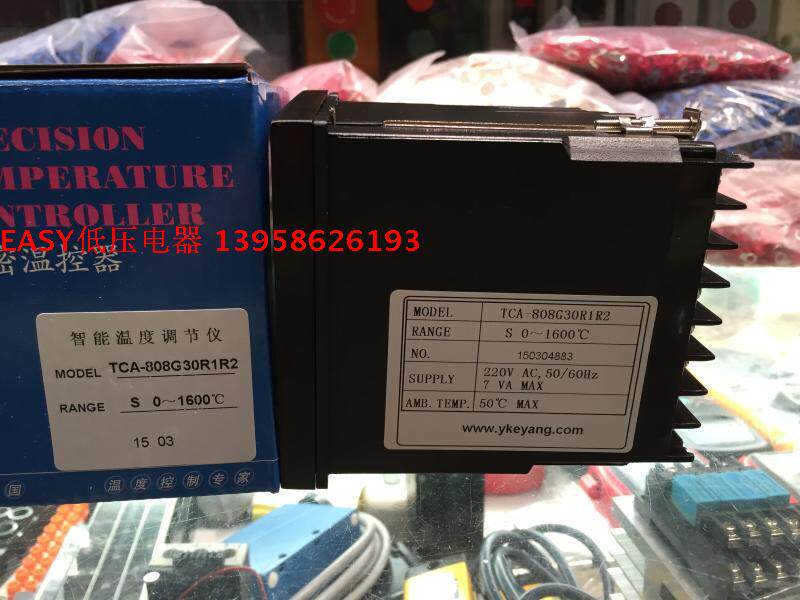 ECISION
MPERATURE
NTROLLER
EASY低压电器 13958626193
密温控器
智能温度调节仪
MODEL TCA-808G30R1R2
RANGE S 0～1600℃
15 03
国 温度控制专家
MODEL TCA-808G30R1R2
RANGE S 0～1600℃
NO. 150304883
SUPPLY 220V AC, 50/60Hz
7 VA MAX
AMB. TEMP. 50℃ MAX
www.ykeyang.com